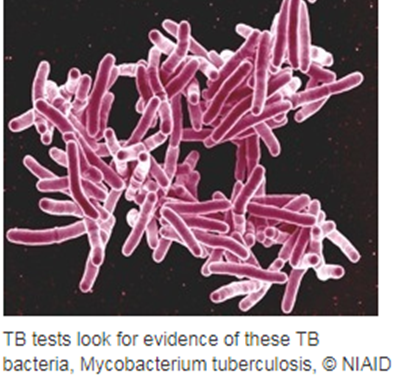 TB tests look for evidence of these TB
bacteria, Mycobacterium tuberculosis, © NIAID